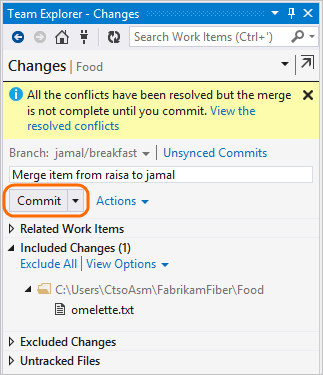 Team Explorer - Changes
Search Work Items (Ctrl+')
Changes | Food
All the conflicts have been resolved but the merge
is not complete until you commit. View the
resolved conflicts
Branch: jamal/breakfast | Unsynced Commits
Merge item from raisa to jamal
Commit Actions
Related Work Items
Included Changes (1)
Exclude All | View Options
C:\Users\CtsoAsm\FabrikamFiber\Food
omelette.txt
Excluded Changes
Untracked Files